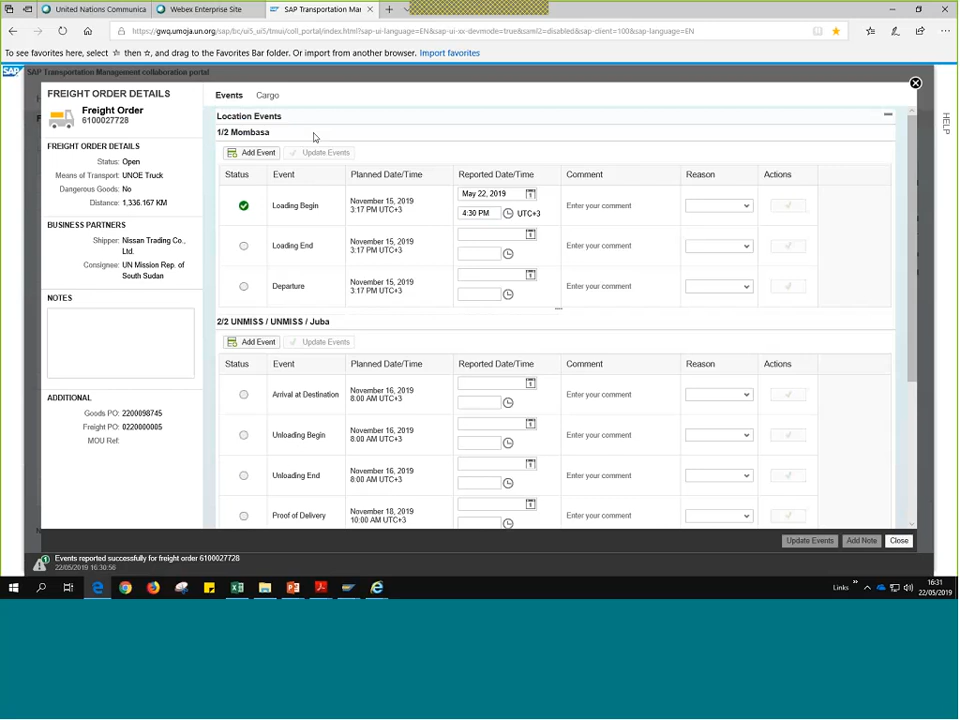 United Nations Communica
Webex Enterprise Site
SAP Transportation Mar
https://gwq.umoja.un.org/sap/bc/ui5_ui5/tmui/coll_portal/index.html?sap-ui-language=EN&sap-ui-xx-devmode=true&saml2=disabled&sap-client=100&sap-language=EN
To see favorites here, select ☆ then ☆, and drag to the Favorites Bar folder. Or import from another browser. Import favorites
SAP
SAP Transportation Management collaboration portal
HELP
FREIGHT ORDER DETAILS
Freight Order
6100027728
FREIGHT ORDER DETAILS
Status: Open
Means of Transport: UNOE Truck
Dangerous Goods: No
Distance: 1,336.167 KM
BUSINESS PARTNERS
Shipper: Nissan Trading Co.,
Ltd.
Consignee: UN Mission Rep. of
South Sudan
NOTES
ADDITIONAL
Goods PO: 2200098745
Freight PO: 0220000005
MOU Ref:
Events Cargo
Location Events
1/2 Mombasa
Add Event Update Events
Status Event Planned Date/Time Reported Date/Time Comment Reason Actions
Loading Begin November 15, 2019 3:17 PM UTC+3 May 22, 2019 4:30 PM UTC+3 Enter your comment
Loading End November 15, 2019 3:17 PM UTC+3 Enter your comment
Departure November 15, 2019 3:17 PM UTC+3 Enter your comment
2/2 UNMISS / UNMISS / Juba
Add Event Update Events
Status Event Planned Date/Time Reported Date/Time Comment Reason Actions
Arrival at Destination November 16, 2019 8:00 AM UTC+3 Enter your comment
Unloading Begin November 16, 2019 8:00 AM UTC+3 Enter your comment
Unloading End November 16, 2019 8:00 AM UTC+3 Enter your comment
Proof of Delivery November 18, 2019 10:00 AM UTC+3 Enter your comment
Update Events Add Note Close
Events reported successfully for freight order 6100027728
22/05/2019 16:30:56
Links
16:31
22/05/2019